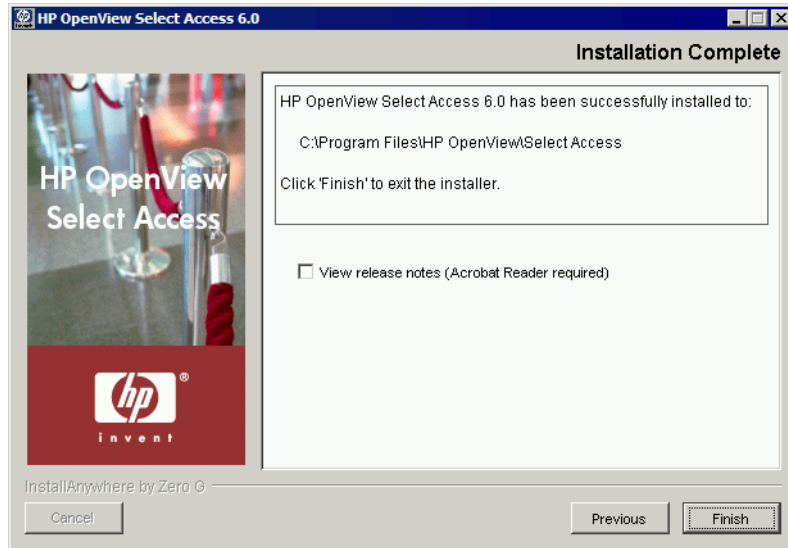 HP OpenView Select Access 6.0
Installation Complete
HP OpenView
Select Access
hp
®
invent
HP OpenView Select Access 6.0 has been successfully installed to:
C:\Program Files\HP OpenView\Select Access
Click 'Finish' to exit the installer.
View release notes (Acrobat Reader required)
InstallAnywhere by Zero G
Cancel
Previous
Finish